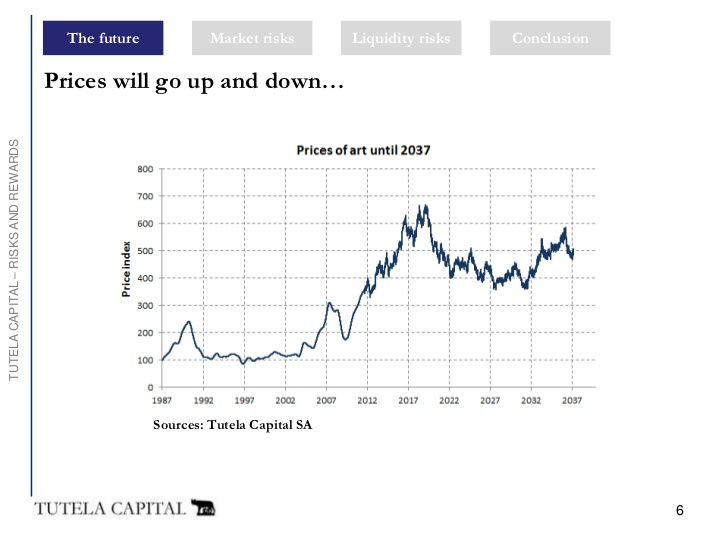 The future
Market risks
Liquidity risks
Conclusion
Prices will go up and down…
TUTELA CAPITAL – RISKS AND REWARDS
Prices of art until 2037
Price index
800
700
600
500
400
300
200
100
0
1987 1992 1997 2002 2007 2012 2017 2022 2027 2032 2037
Sources: Tutela Capital SA
TUTELA CAPITAL
6